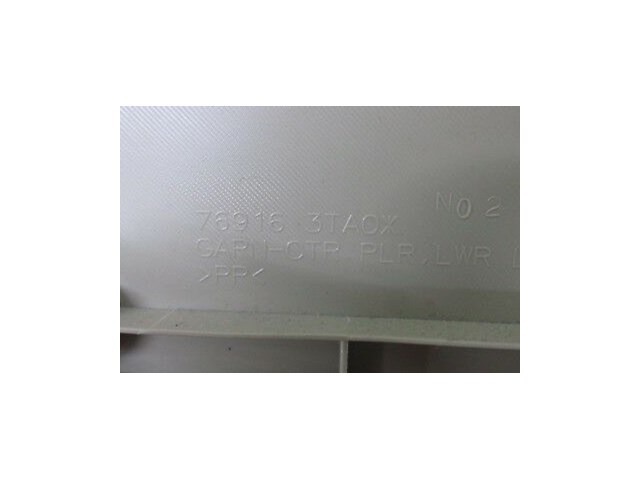 NO 2
76916 3TA0X
GARN-CTR PLR,LWR L
>PP<